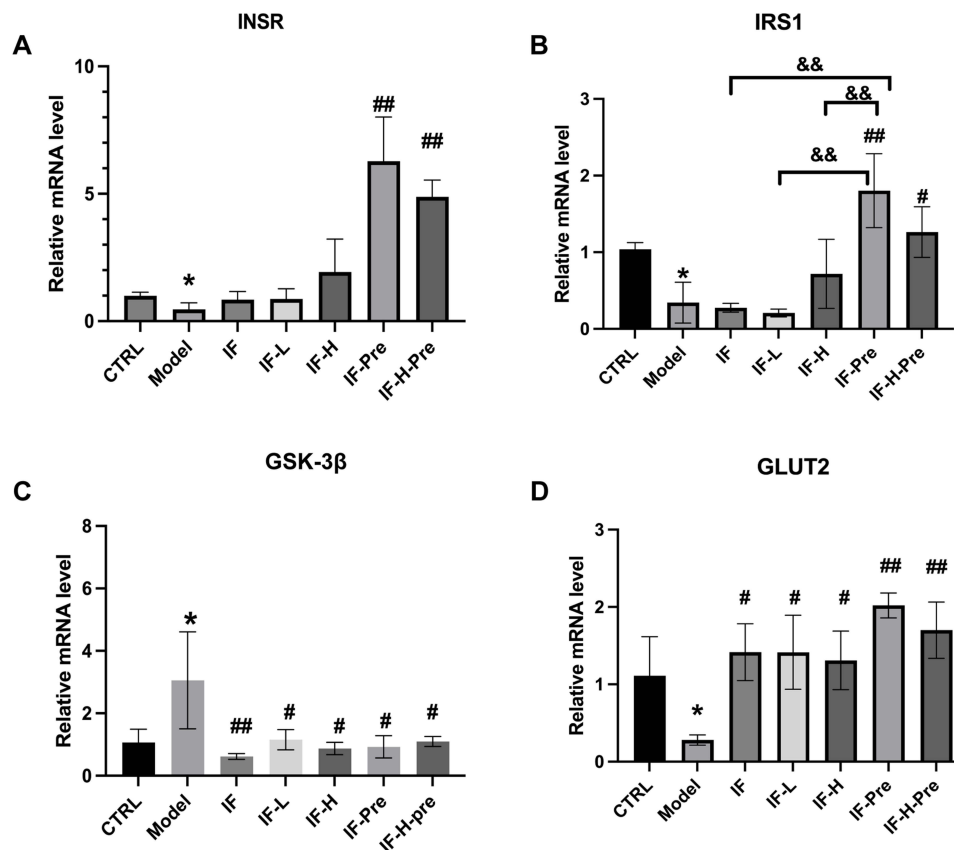 INSR
A
Relative mRNA level
10
5
0
*
##
##
CTRL
Model
IF
IF-L
IF-H
IF-Pre
IF-H-Pre
IRS1
B
Relative mRNA level
3
2
1
0
&&
&&
&&
*
##
#
CTRL
Model
IF
IF-L
IF-H
IF-Pre
IF-H-Pre
GSK-3β
C
Relative mRNA level
8
6
4
2
0
*
##
#
#
#
#
CTRL
Model
IF
IF-L
IF-H
IF-Pre
IF-H-pre
GLUT2
D
Relative mRNA level
3
2
1
0
*
#
#
#
##
##
CTRL
Model
IF
IF-L
IF-H
IF-Pre
IF-H-Pre